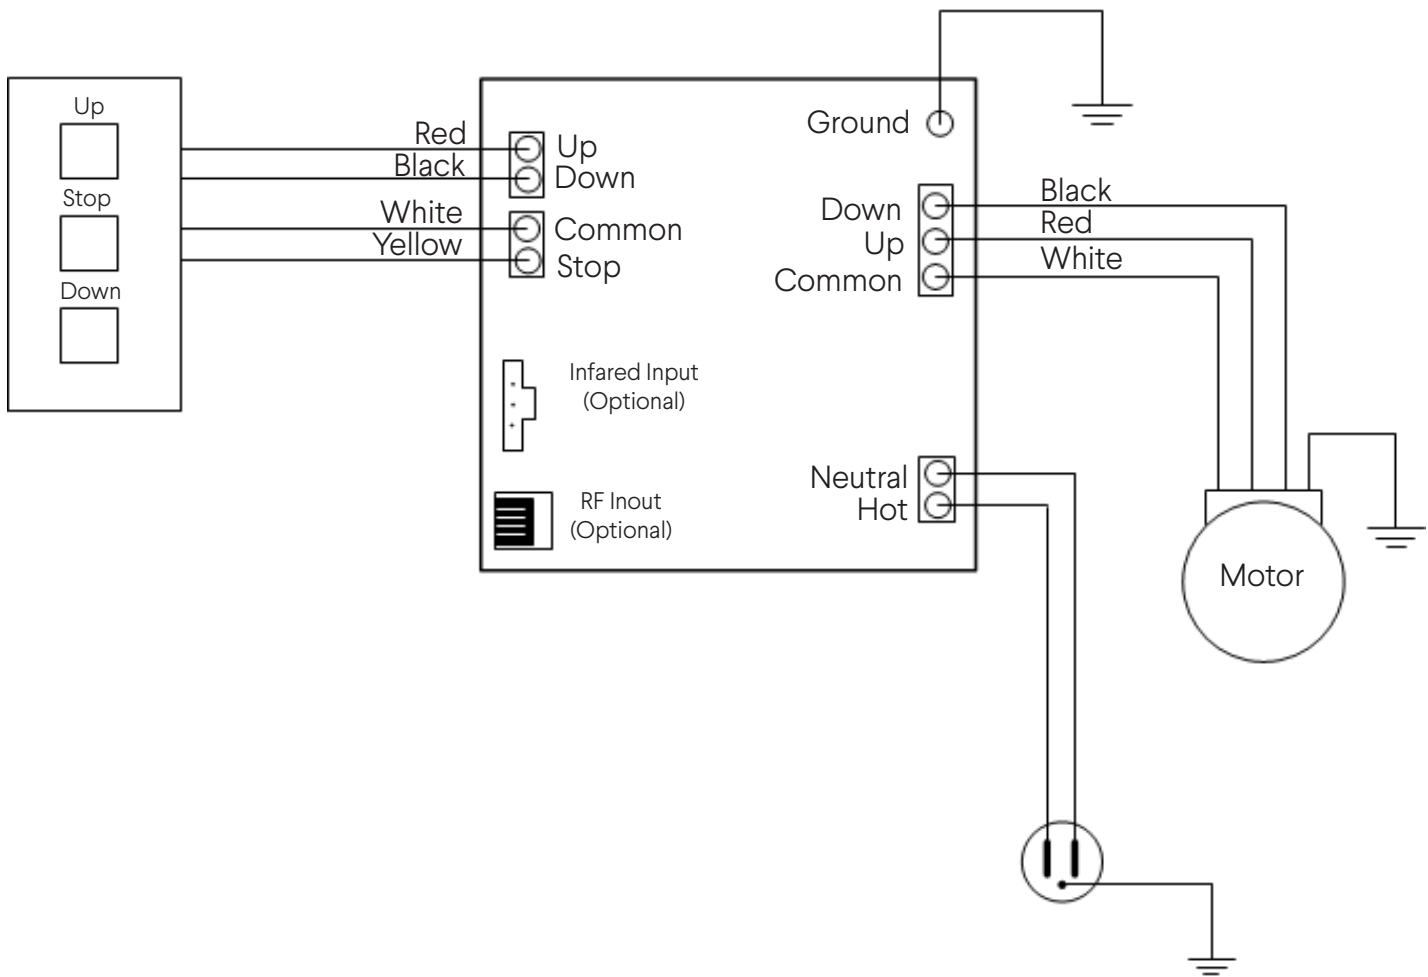 Up
Stop
Down
Red
Black
White
Yellow
Up
Down
Common
Stop
Infared Input
(Optional)
RF Inout
(Optional)
Ground
Down
Up
Common
Neutral
Hot
Black
Red
White
Motor